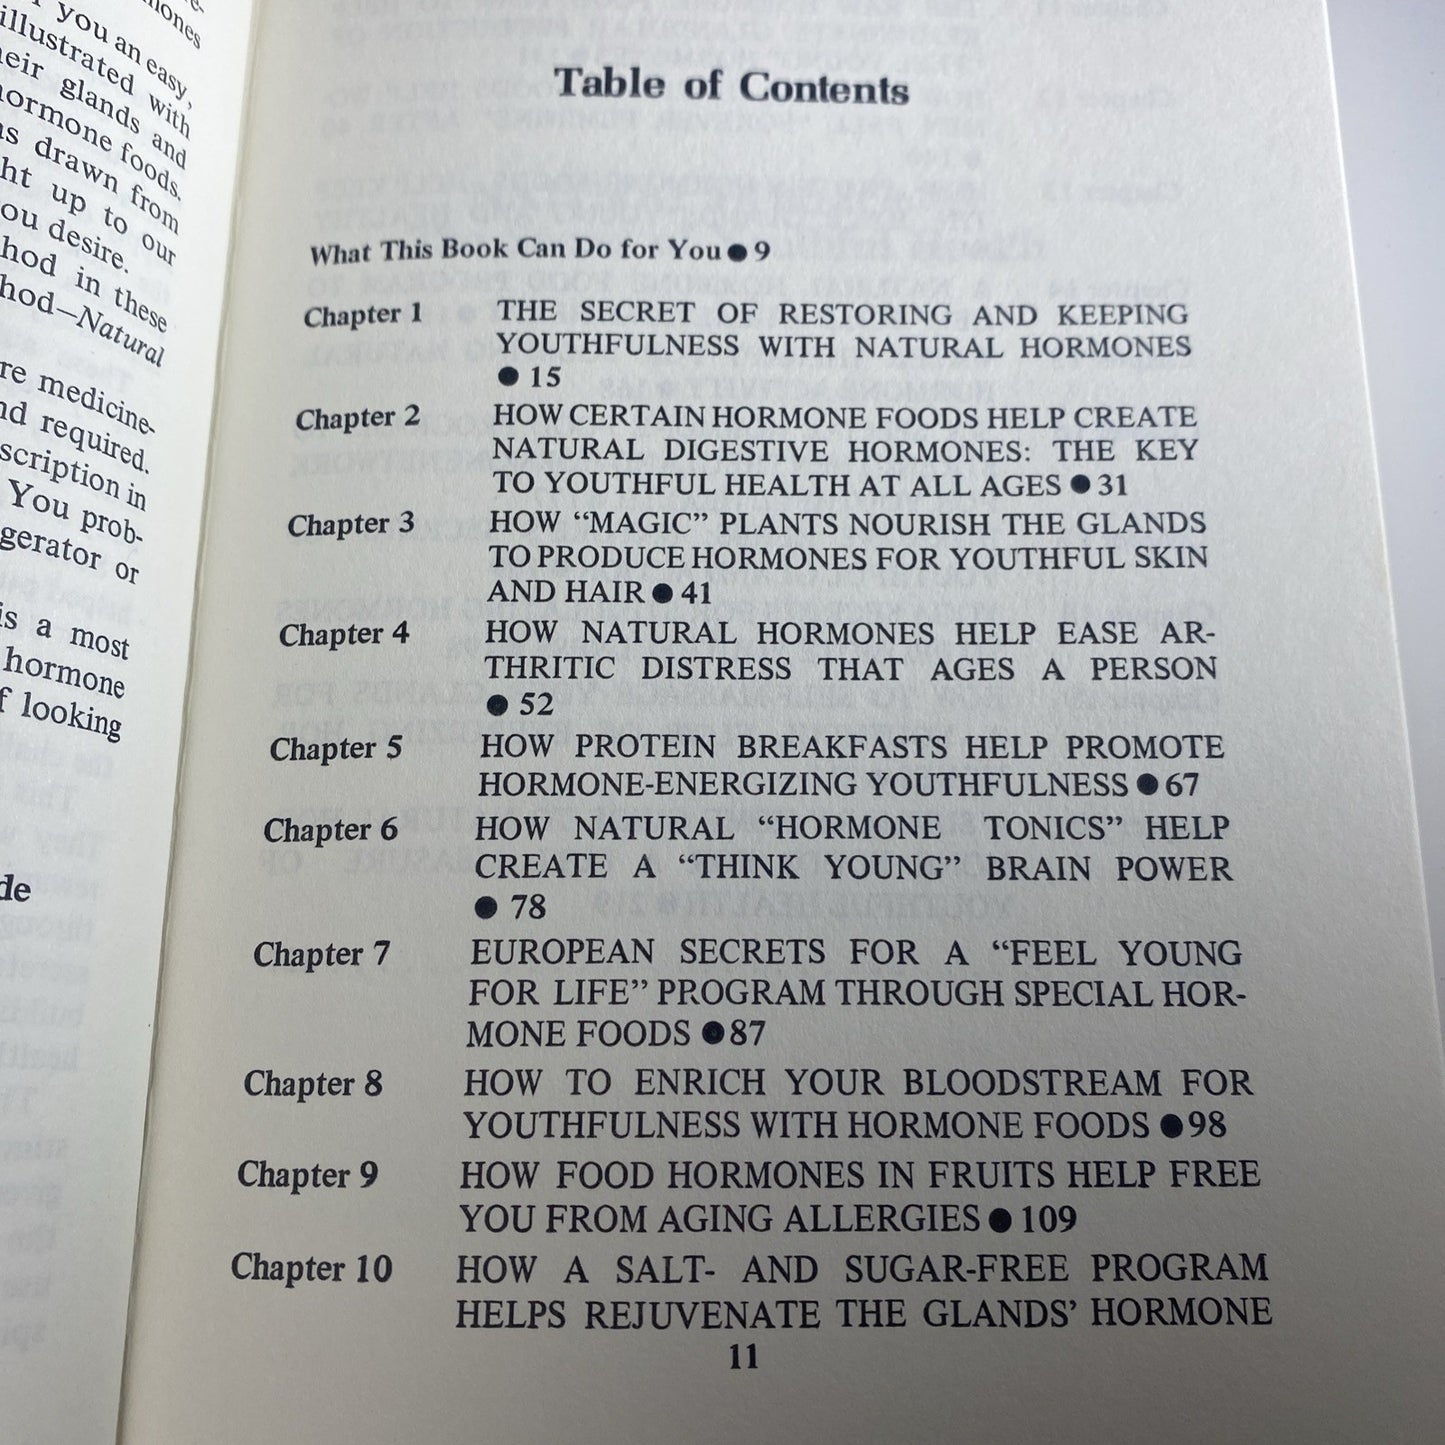 mones
you an easy,
illustrated with
glands and
hormone foods.
drawn from
up to our
you desire.
in these
Natural
medicine-
required.
in
You prob-
or
is a most
hormone
looking
Table of Contents
What This Book Can Do for You ● 9
Chapter 1 THE SECRET OF RESTORING AND KEEPING
YOUTHFULNESS WITH NATURAL HORMONES
● 15
Chapter 2 HOW CERTAIN HORMONE FOODS HELP CREATE
NATURAL DIGESTIVE HORMONES: THE KEY
TO YOUTHFUL HEALTH AT ALL AGES ● 31
Chapter 3 HOW “MAGIC” PLANTS NOURISH THE GLANDS
TO PRODUCE HORMONES FOR YOUTHFUL SKIN
AND HAIR ● 41
Chapter 4 HOW NATURAL HORMONES HELP EASE AR-
THRITIC DISTRESS THAT AGES A PERSON
● 52
Chapter 5 HOW PROTEIN BREAKFASTS HELP PROMOTE
HORMONE-ENERGIZING YOUTHFULNESS ● 67
Chapter 6 HOW NATURAL “HORMONE TONICS” HELP
CREATE A “THINK YOUNG” BRAIN POWER
● 78
Chapter 7 EUROPEAN SECRETS FOR A “FEEL YOUNG
FOR LIFE” PROGRAM THROUGH SPECIAL HOR-
MONE FOODS ● 87
Chapter 8 HOW TO ENRICH YOUR BLOODSTREAM FOR
YOUTHFULNESS WITH HORMONE FOODS ● 98
Chapter 9 HOW FOOD HORMONES IN FRUITS HELP FREE
YOU FROM AGING ALLERGIES ● 109
Chapter 10 HOW A SALT- AND SUGAR-FREE PROGRAM
HELPS REJUVENATE THE GLANDS’ HORMONE
11